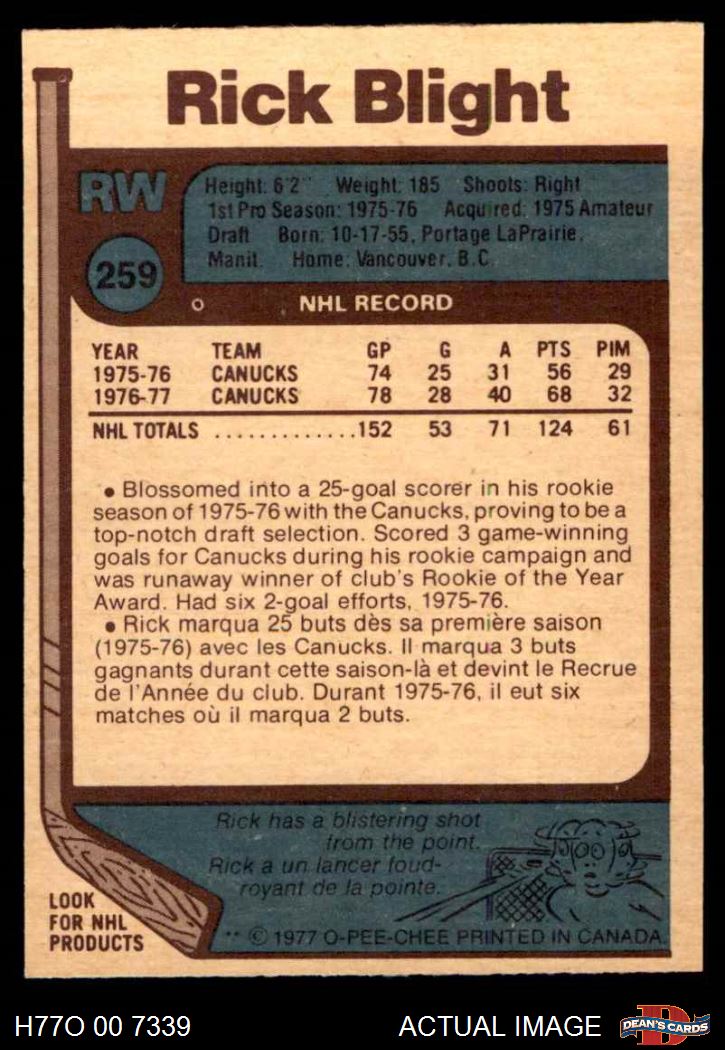 Rick Blight
RW
Height: 6'2" Weight: 185 Shoots: Right
1st Pro Season: 1975-76 Acquired: 1975 Amateur
Draft Born: 10-17-55, Portage LaPrairie,
Manit. Home: Vancouver, B.C.
259
NHL RECORD
YEAR TEAM GP G A PTS PIM
1975-76 CANUCKS 74 25 31 56 29
1976-77 CANUCKS 78 28 40 68 32
NHL TOTALS ..............152 53 71 124 61
• Blossomed into a 25-goal scorer in his rookie
season of 1975-76 with the Canucks, proving to be a
top-notch draft selection. Scored 3 game-winning
goals for Canucks during his rookie campaign and
was runaway winner of club's Rookie of the Year
Award. Had six 2-goal efforts, 1975-76.
• Rick marqua 25 buts dès sa première saison
(1975-76) avec les Canucks. Il marqua 3 buts
gagnants durant cette saison-là et devint le Recrue
de l'Année du club. Durant 1975-76, il eut six
matches où il marqua 2 buts.
Rick has a blistering shot
from the point.
Rick a un lancer foud-
royant de la pointe.
LOOK
FOR NHL
PRODUCTS
** © 1977 O-PEE-CHEE PRINTED IN CANADA
H77O 00 7339
ACTUAL IMAGE
D
DEAN'S CARDS